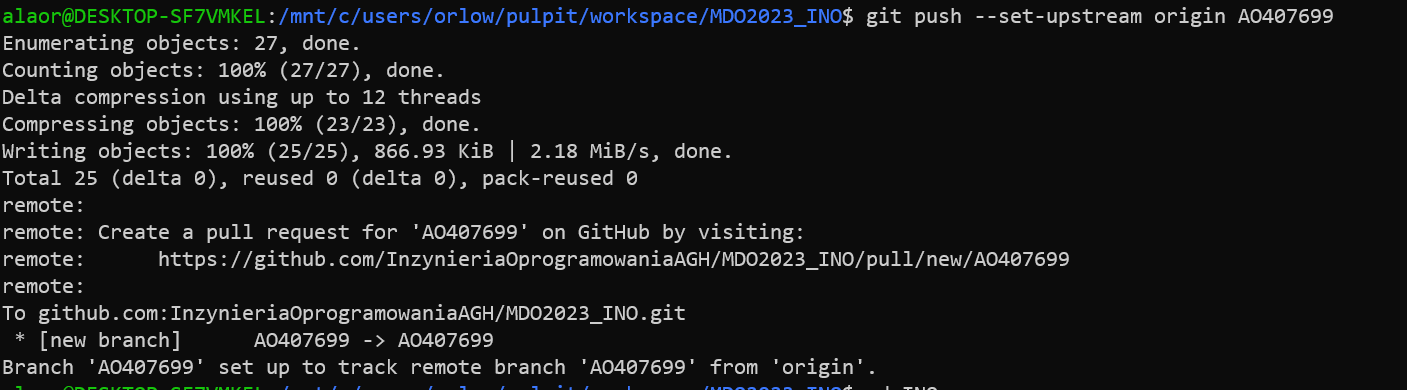 alaor@DESKTOP-SF7VMKEL:/mnt/c/users/orlow/pulpit/workspace/MDO2023_INO$ git push --set-upstream origin AO407699
Enumerating objects: 27, done.
Counting objects: 100% (27/27), done.
Delta compression using up to 12 threads
Compressing objects: 100% (23/23), done.
Writing objects: 100% (25/25), 866.93 KiB | 2.18 MiB/s, done.
Total 25 (delta 0), reused 0 (delta 0), pack-reused 0
remote:
remote: Create a pull request for 'AO407699' on GitHub by visiting:
remote:      https://github.com/InzynieriaOprogramowaniaAGH/MDO2023_INO/pull/new/AO407699
remote:
To github.com:InzynieriaOprogramowaniaAGH/MDO2023_INO.git
 * [new branch]      AO407699 -> AO407699
Branch 'AO407699' set up to track remote branch 'AO407699' from 'origin'.